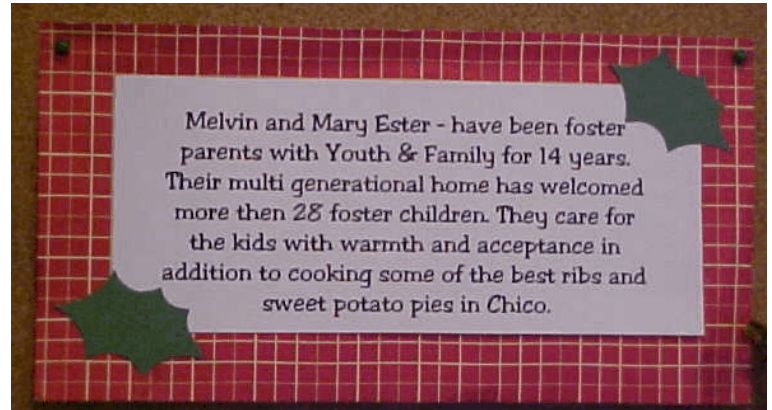 Melvin and Mary Ester - have been foster
parents with Youth & Family for 14 years.
Their multi generational home has welcomed
more then 28 foster children. They care for
the kids with warmth and acceptance in
addition to cooking some of the best ribs and
sweet potato pies in Chico.